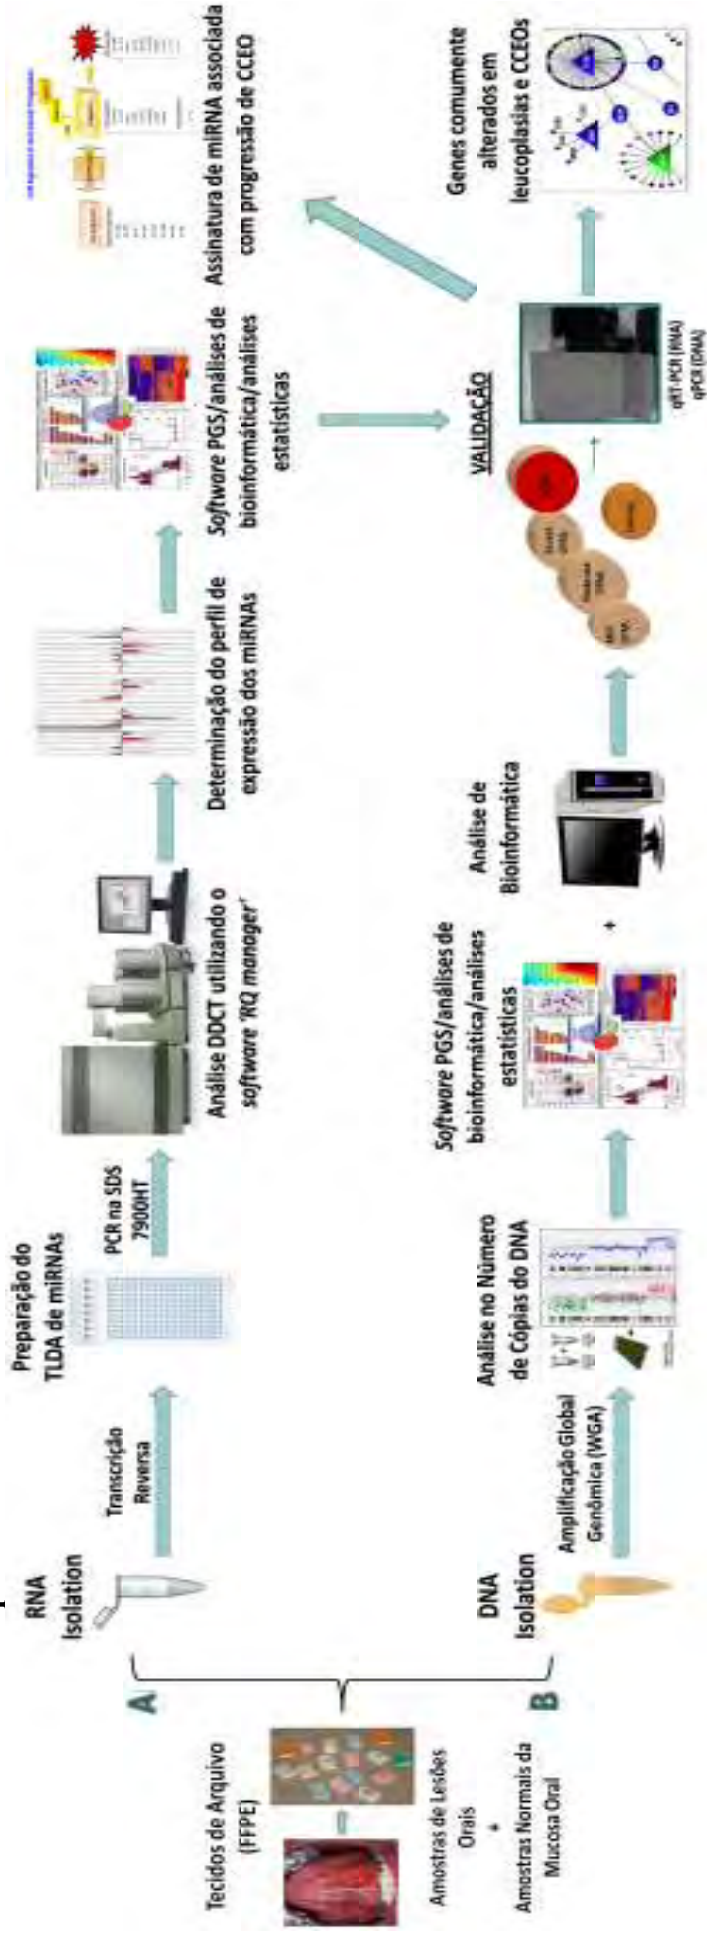 Tecidos de Arquivo
(FFPE)
Amostras de Lesões
Orais
+
Amostras Normais da
Mucosa Oral
A
RNA
Isolation
Transcrição
Reversa
Preparação do
TLDA de miRNAs
PCR na SDS
7900HT
Análise DDCT utilizando o
software 'RQ manager'
Determinação do perfil de
expressão dos miRNAs
Software PGS/análises de
bioinformática/análises
estatísticas
Assinatura de miRNA associada
com progressão de CCEO
B
DNA
Isolation
Amplificação Global
Genômica (WGA)
Análise no Número
de Cópias do DNA
Software PGS/análises de
bioinformática/análises
estatísticas
+
Análise de
Bioinformática
VALIDAÇÃO
qRT-PCR (RNA)
qPCR (DNA)
Genes comumente
alterados em
leucoplasias e CCEOs